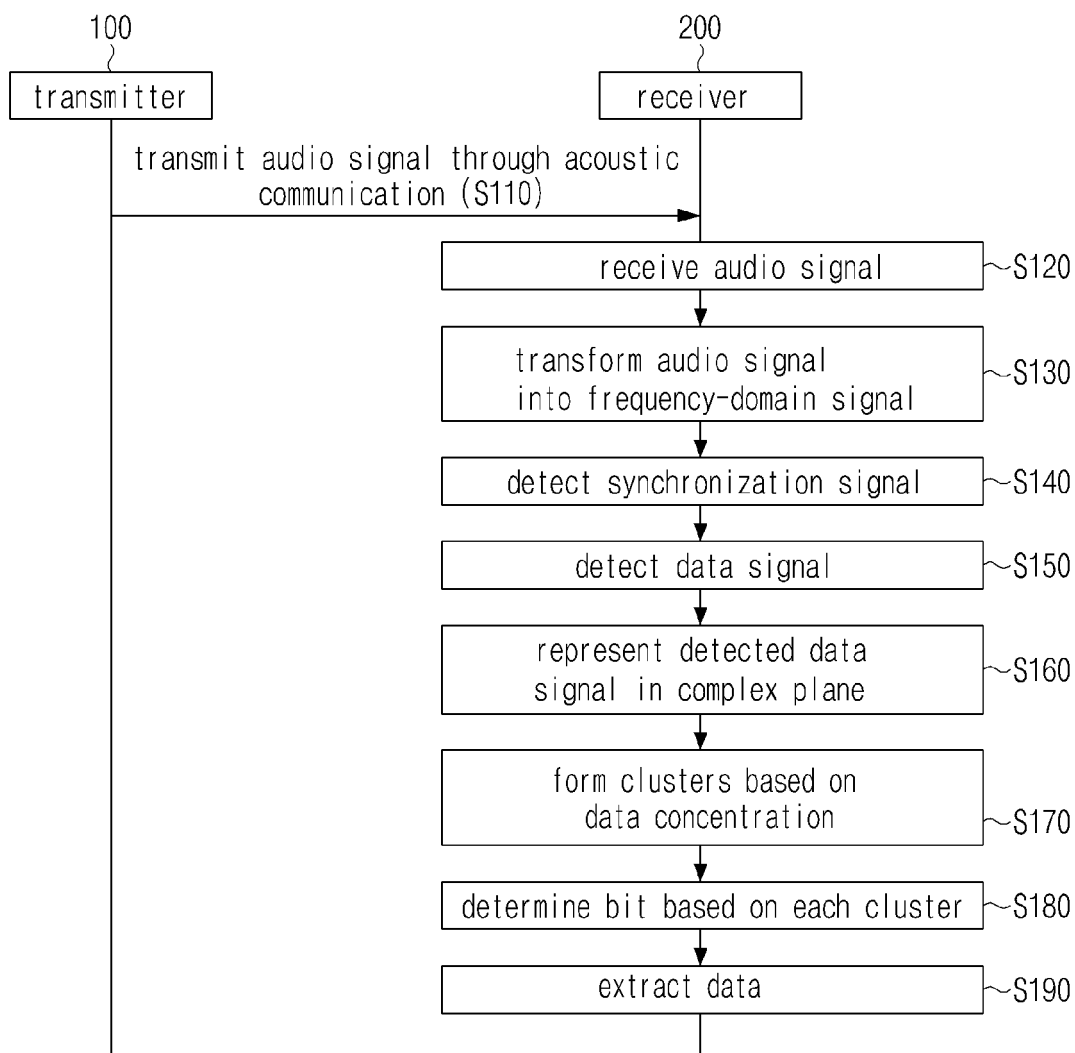 100
200
transmitter
receiver
transmit audio signal through acoustic
communication (S110)
receive audio signal
S120
transform audio signal
into frequency-domain signal
S130
detect synchronization signal
S140
detect data signal
S150
represent detected data
signal in complex plane
S160
form clusters based on
data concentration
S170
determine bit based on each cluster
S180
extract data
S190